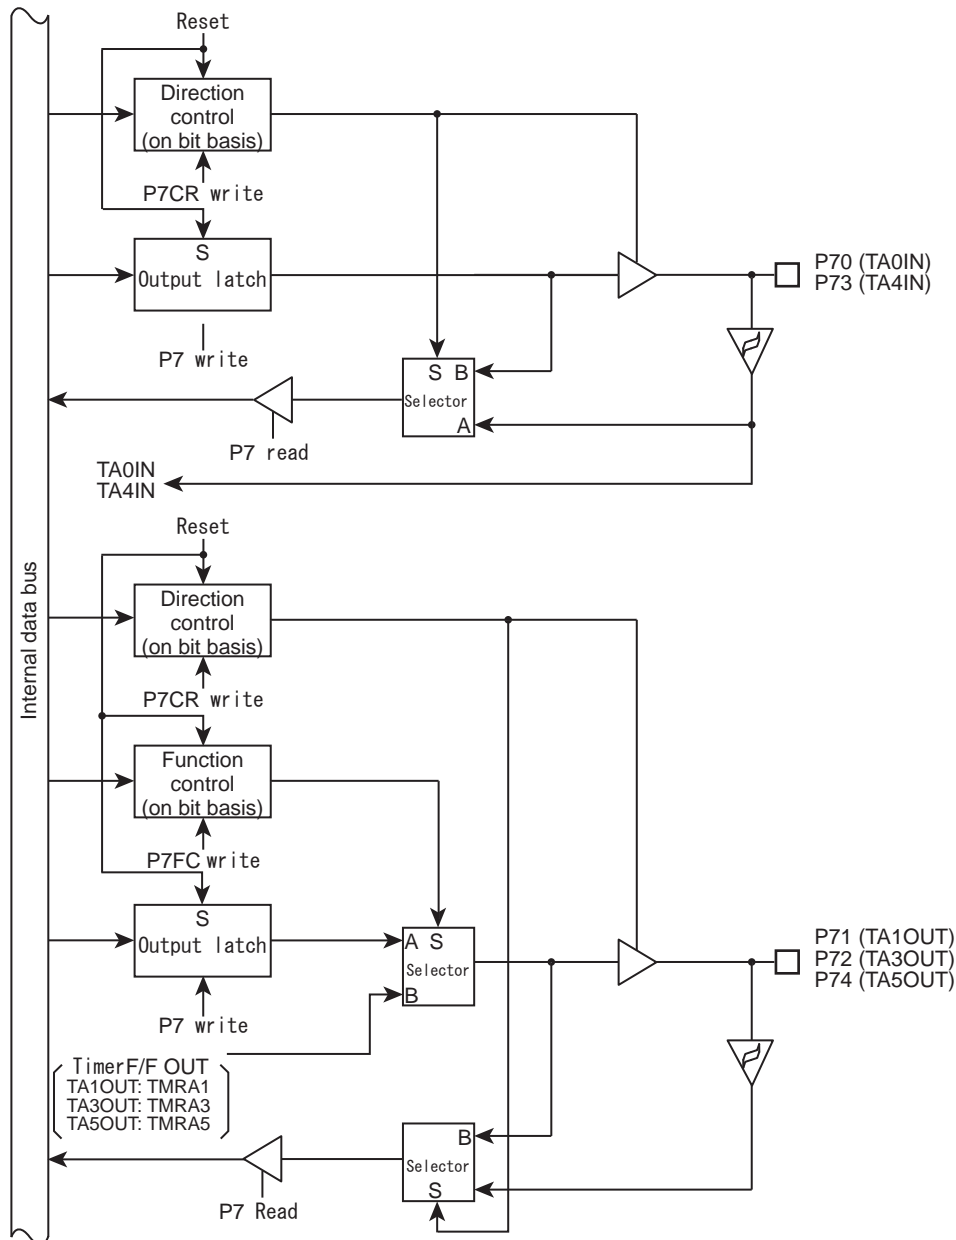 Reset
Direction
control
(on bit basis)
P7CR write
S
Output latch
P7 write
P70 (TA0IN)
P73 (TA4IN)
S B
Selector
A
P7 read
TA0IN
TA4IN
Internal data bus
Reset
Direction
control
(on bit basis)
P7CR write
Function
control
(on bit basis)
P7FC write
S
Output latch
P7 write
A S
Selector
B
P71 (TA1OUT)
P72 (TA3OUT)
P74 (TA5OUT)
TimerF/F OUT
TA1OUT: TMRA1
TA3OUT: TMRA3
TA5OUT: TMRA5
B
Selector
S
P7 Read